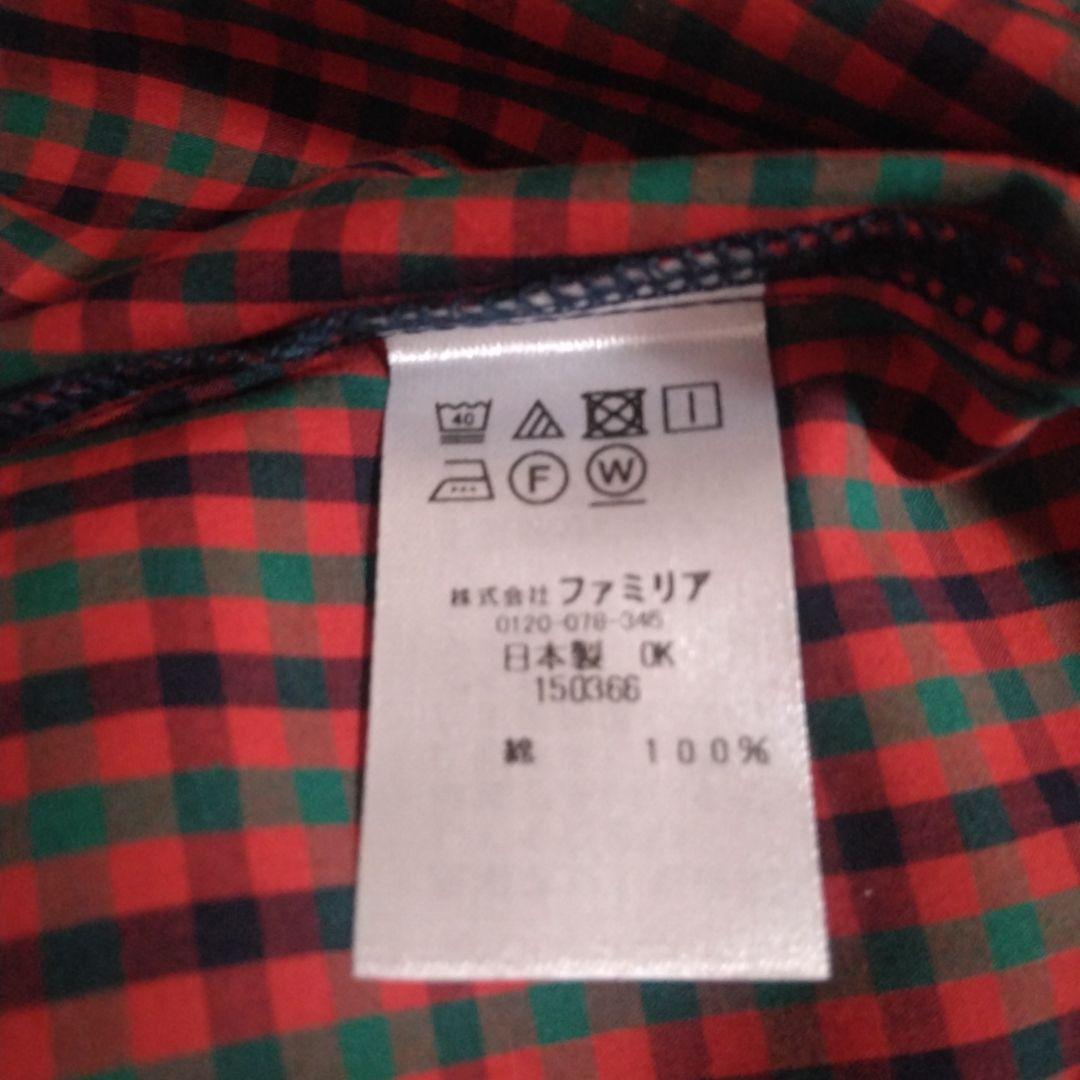 40
F W
株式会社 ファミリア
0120-078-345
日本製 OK
150366
綿 100%